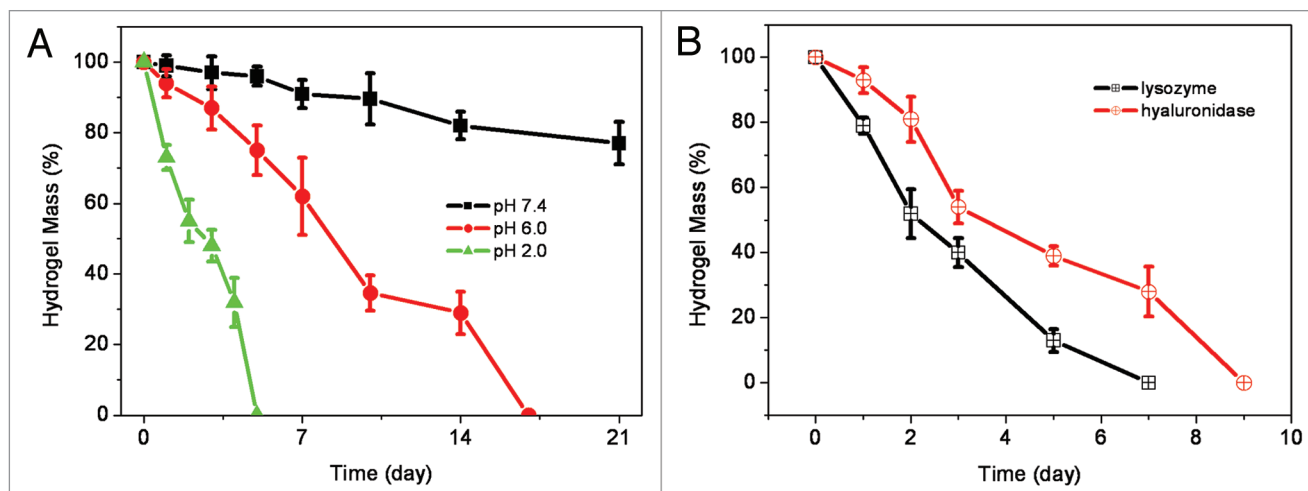 A
Hydrogel Mass (%)
100
80
60
40
20
0
pH 7.4
pH 6.0
pH 2.0
0 7 14 21
Time (day)
B
Hydrogel Mass (%)
100
80
60
40
20
0
lysozyme
hyaluronidase
0 2 4 6 8 10
Time (day)